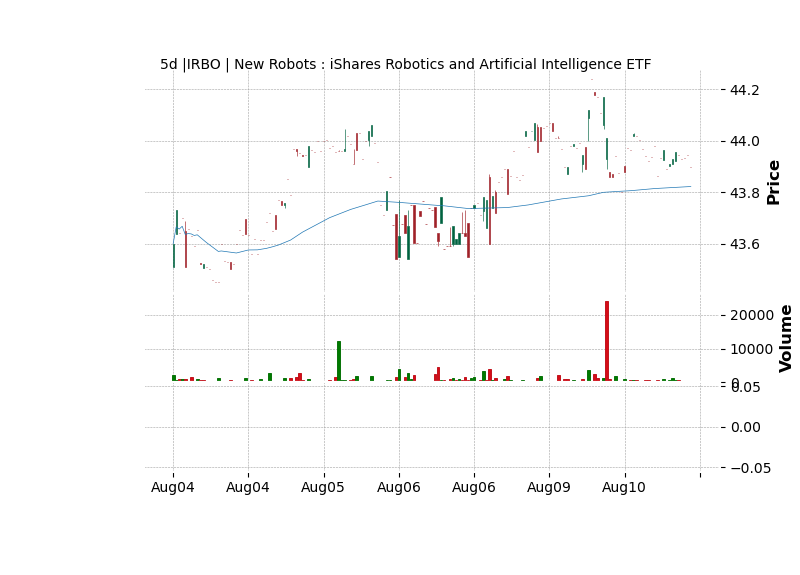 5d |IRBO | New Robots : iShares Robotics and Artificial Intelligence ETF
44.2
44.0
43.8
43.6
Price
20000
10000
0
Volume
0.05
0.00
−0.05
Aug04 Aug04 Aug05 Aug06 Aug06 Aug09 Aug10